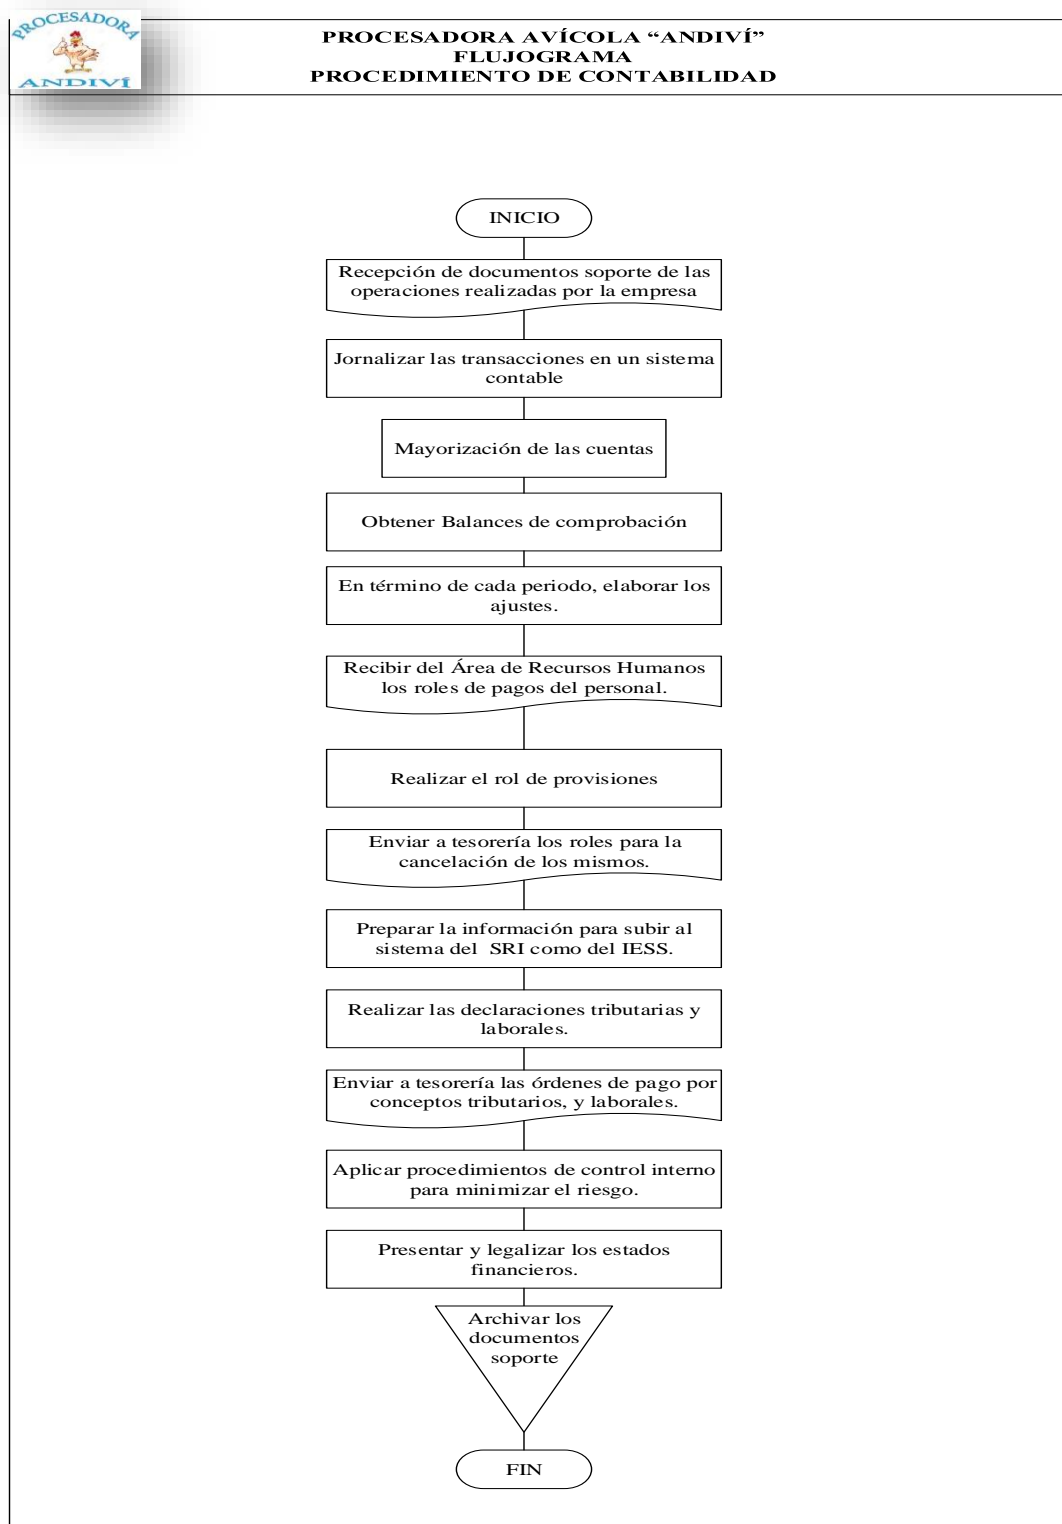 PROCESADORA
ANDIVÍ
PROCESADORA AVÍCOLA “ANDIVÍ”
FLUJOGRAMA
PROCEDIMIENTO DE CONTABILIDAD
INICIO
Recepción de documentos soporte de las
operaciones realizadas por la empresa
Jornalizar las transacciones en un sistema
contable
Mayorización de las cuentas
Obtener Balances de comprobación
En término de cada periodo, elaborar los
ajustes.
Recibir del Área de Recursos Humanos
los roles de pagos del personal.
Realizar el rol de provisiones
Enviar a tesorería los roles para la
cancelación de los mismos.
Preparar la información para subir al
sistema del SRI como del IESS.
Realizar las declaraciones tributarias y
laborales.
Enviar a tesorería las órdenes de pago por
conceptos tributarios, y laborales.
Aplicar procedimientos de control interno
para minimizar el riesgo.
Presentar y legalizar los estados
financieros.
Archivar los
documentos
soporte
FIN